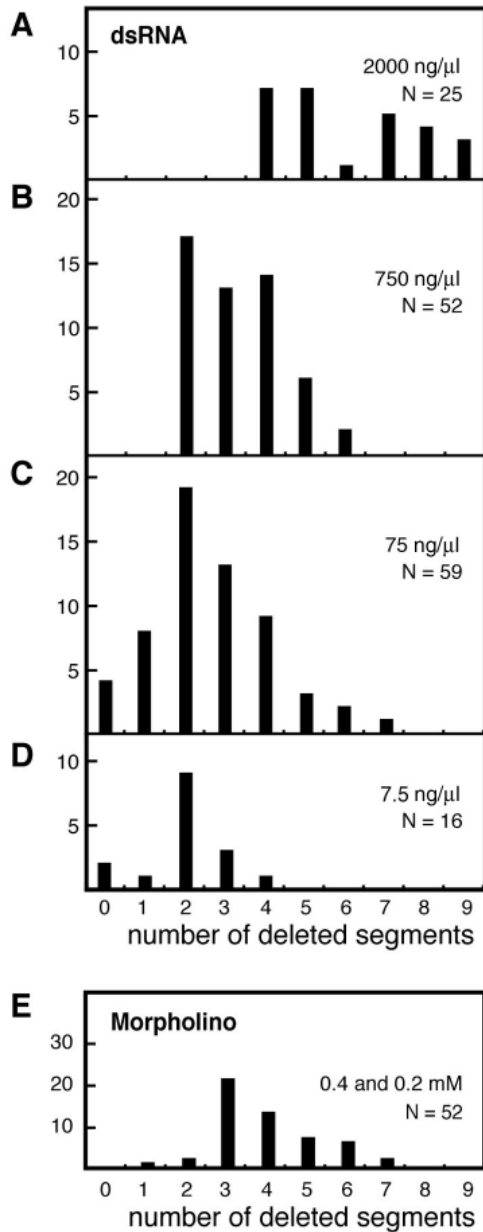 A
dsRNA
10
5
2000 ng/μl
N = 25
B
20
15
10
5
750 ng/μl
N = 52
C
20
15
10
5
75 ng/μl
N = 59
D
10
5
7.5 ng/μl
N = 16
0 1 2 3 4 5 6 7 8 9
number of deleted segments
E
Morpholino
30
20
10
0.4 and 0.2 mM
N = 52
0 1 2 3 4 5 6 7 8 9
number of deleted segments